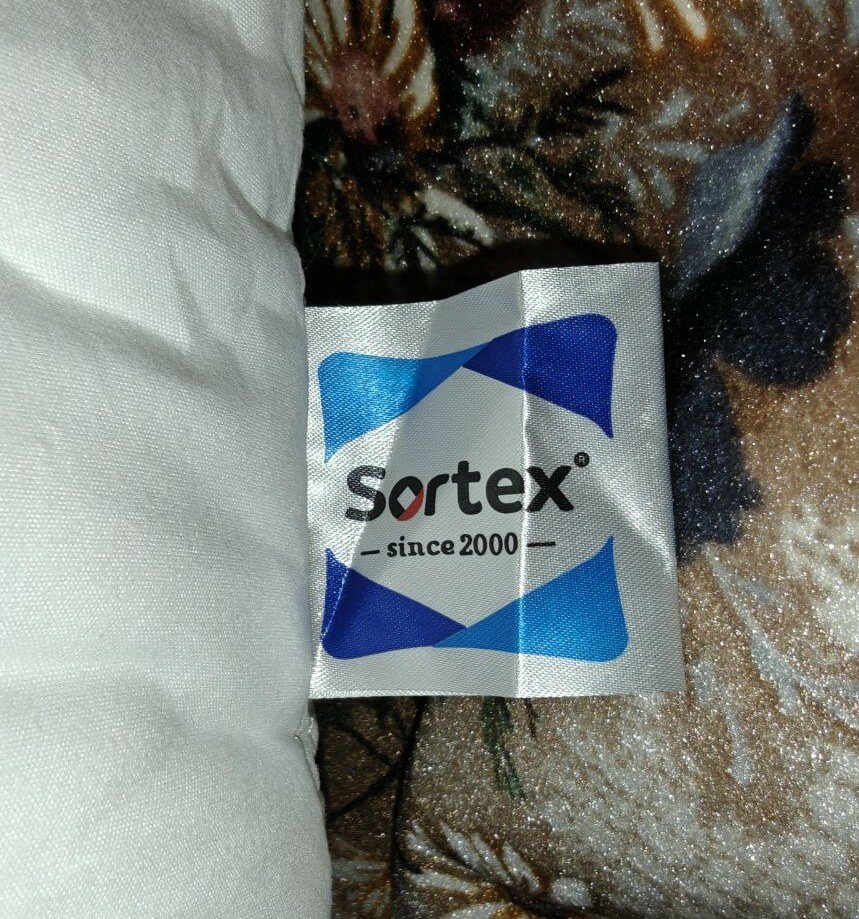 Sortex®
— since 2000 —